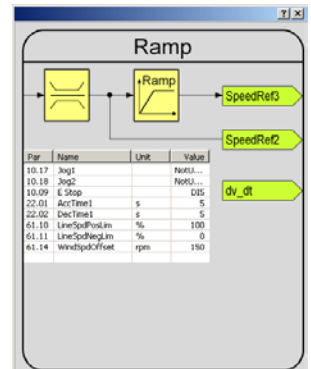 ? x
Ramp
Ramp
SpeedRef3
SpeedRef2
dv_dt
Par Name Unit Value
10.17 Jog1 NotU...
10.18 Jog2 NotU...
10.09 E Stop DIS
22.01 AccTime1 s 5
22.02 DecTime1 s 5
61.10 LineSpdPosLim % 100
61.11 LineSpdNegLim % 0
61.14 WindSpdOffset rpm 150